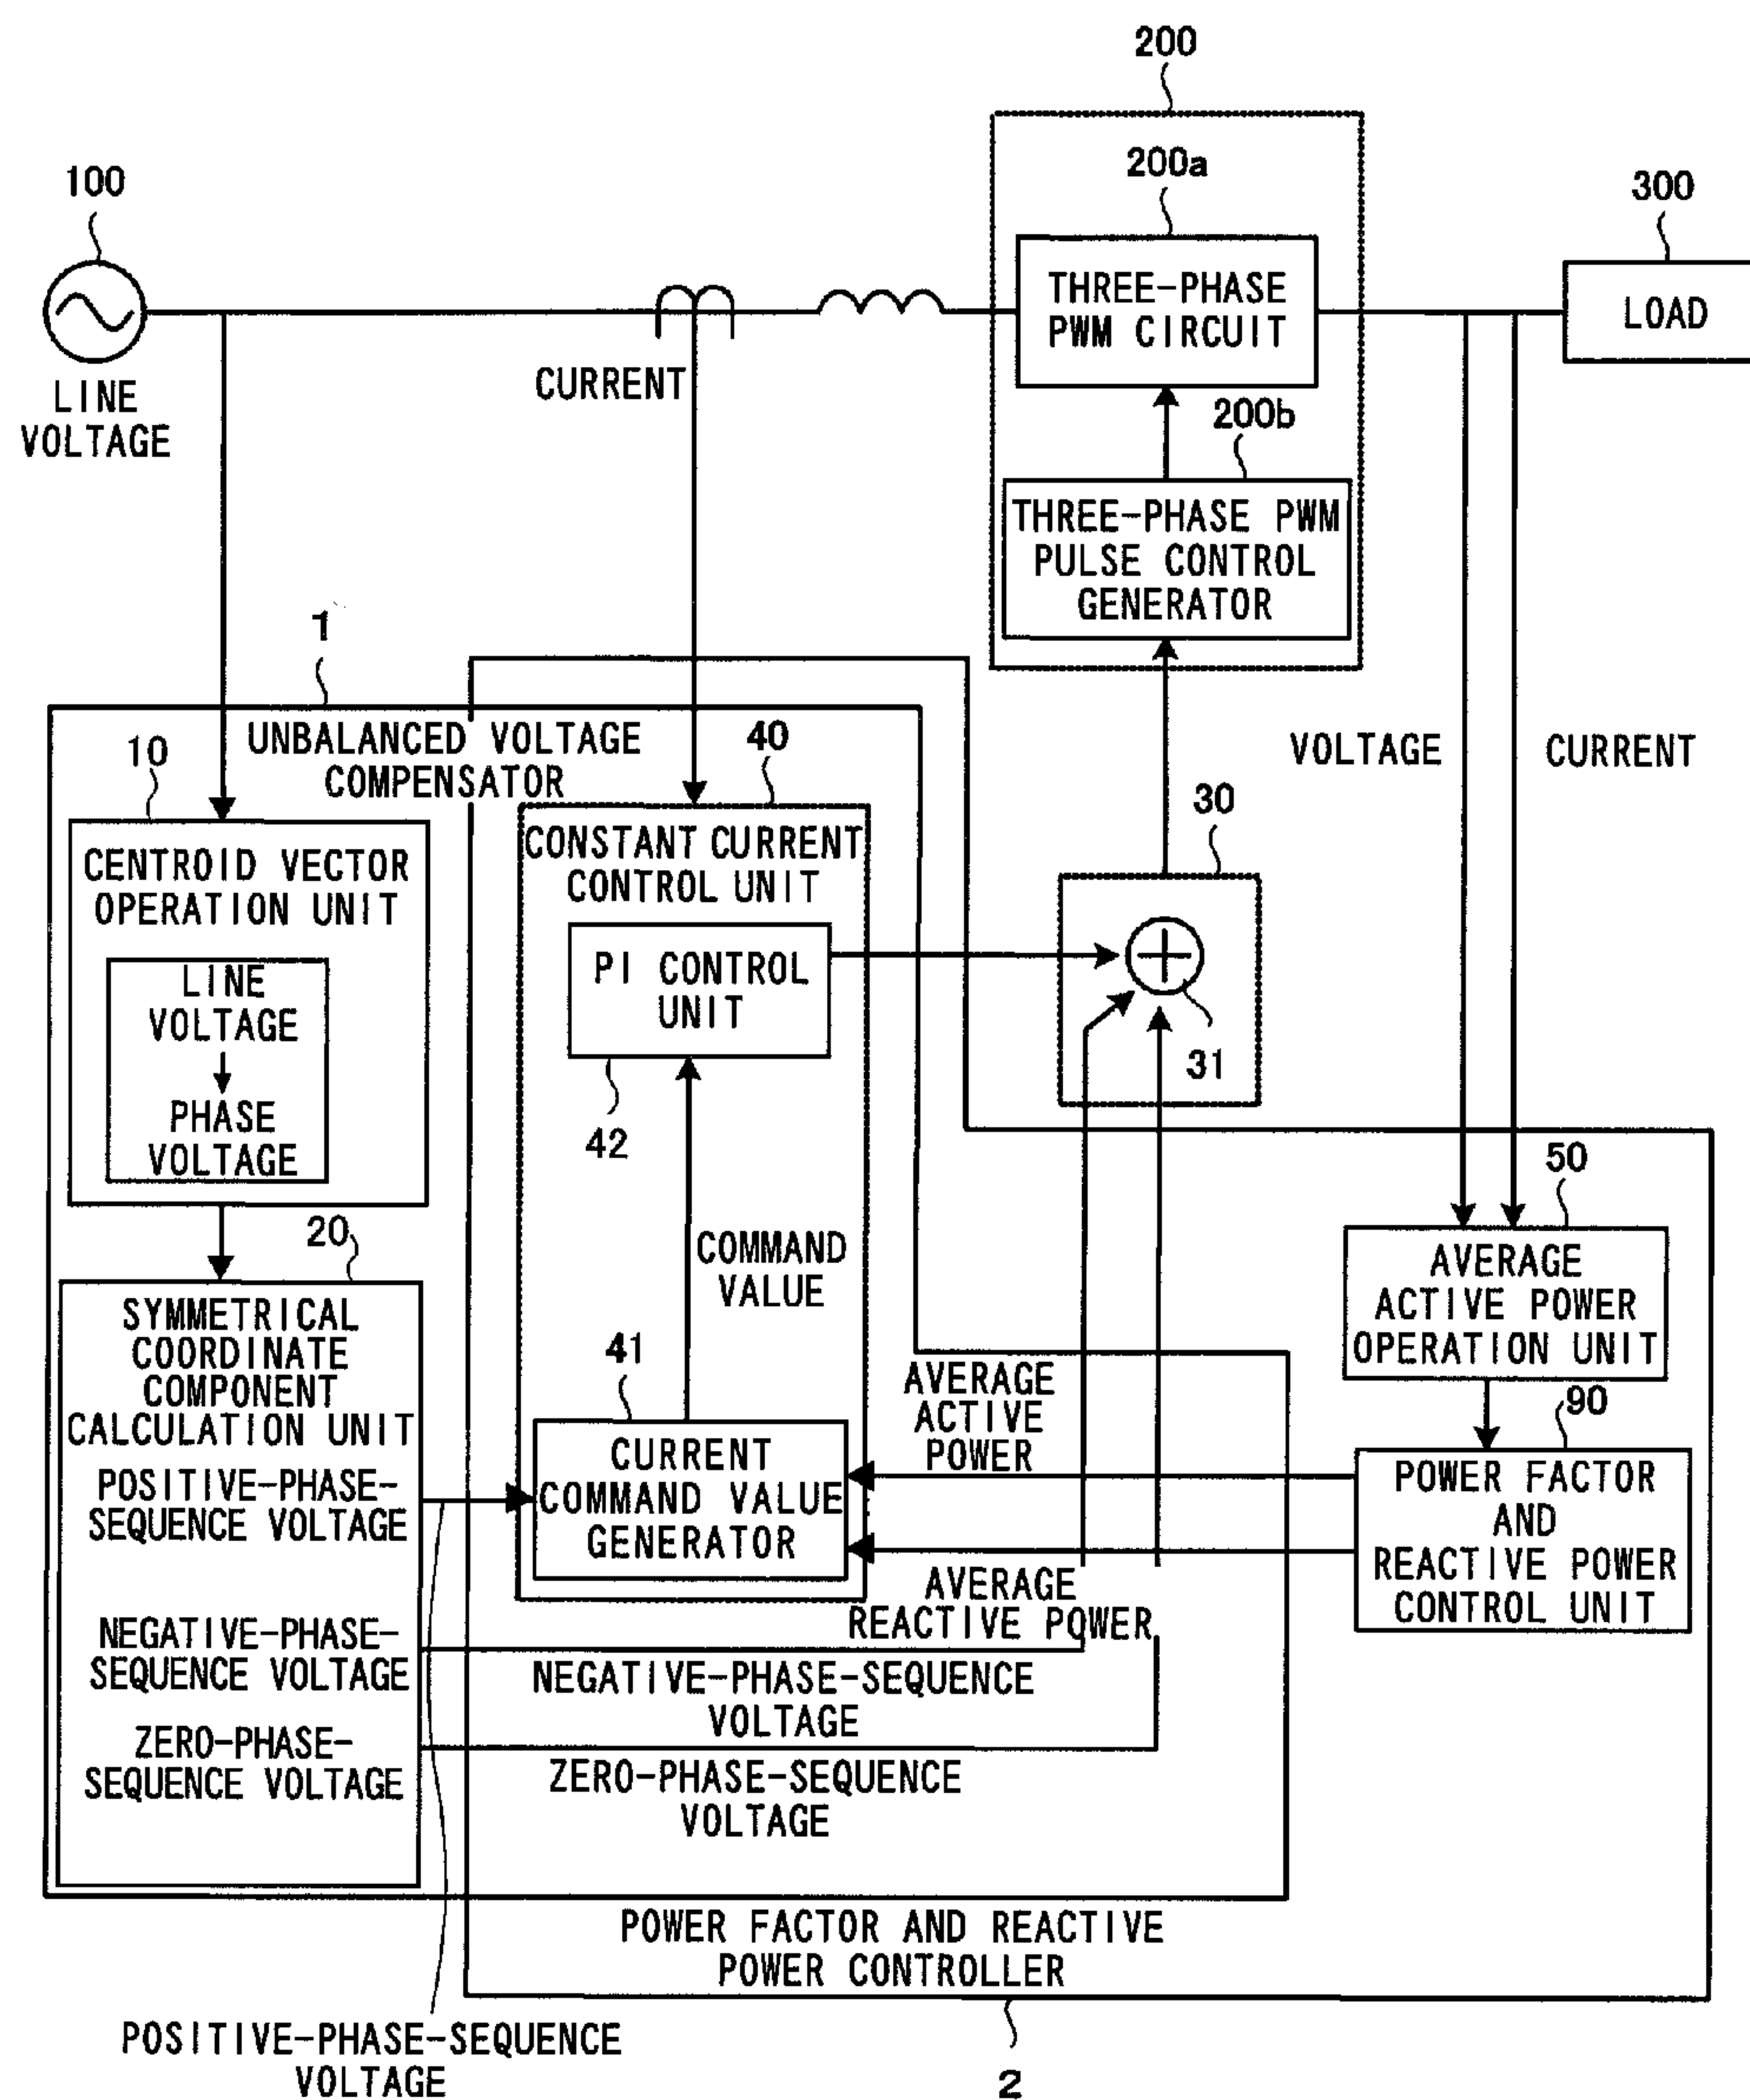 200
200a
100
300
THREE-PHASE
PWM CIRCUIT
LOAD
CURRENT
LINE
VOLTAGE
200b
THREE-PHASE PWM
PULSE CONTROL
GENERATOR
1
UNBALANCED VOLTAGE
COMPENSATOR
10
40
VOLTAGE
CURRENT
30
CENTROID VECTOR
OPERATION UNIT
CONSTANT CURRENT
CONTROL UNIT
LINE
VOLTAGE
PHASE
VOLTAGE
PI CONTROL
UNIT
31
42
50
20
COMMAND
VALUE
AVERAGE
ACTIVE POWER
OPERATION UNIT
SYMMETRICAL
COORDINATE
COMPONENT
CALCULATION UNIT
41
AVERAGE
ACTIVE
POWER
90
POSITIVE-PHASE-
SEQUENCE VOLTAGE
CURRENT
COMMAND VALUE
GENERATOR
POWER FACTOR
AND
REACTIVE POWER
CONTROL UNIT
AVERAGE
REACTIVE POWER
NEGATIVE-PHASE-
SEQUENCE VOLTAGE
NEGATIVE-PHASE-SEQUENCE
VOLTAGE
ZERO-PHASE-
SEQUENCE VOLTAGE
ZERO-PHASE-SEQUENCE
VOLTAGE
POWER FACTOR AND REACTIVE
POWER CONTROLLER
POSITIVE-PHASE-SEQUENCE
VOLTAGE
2